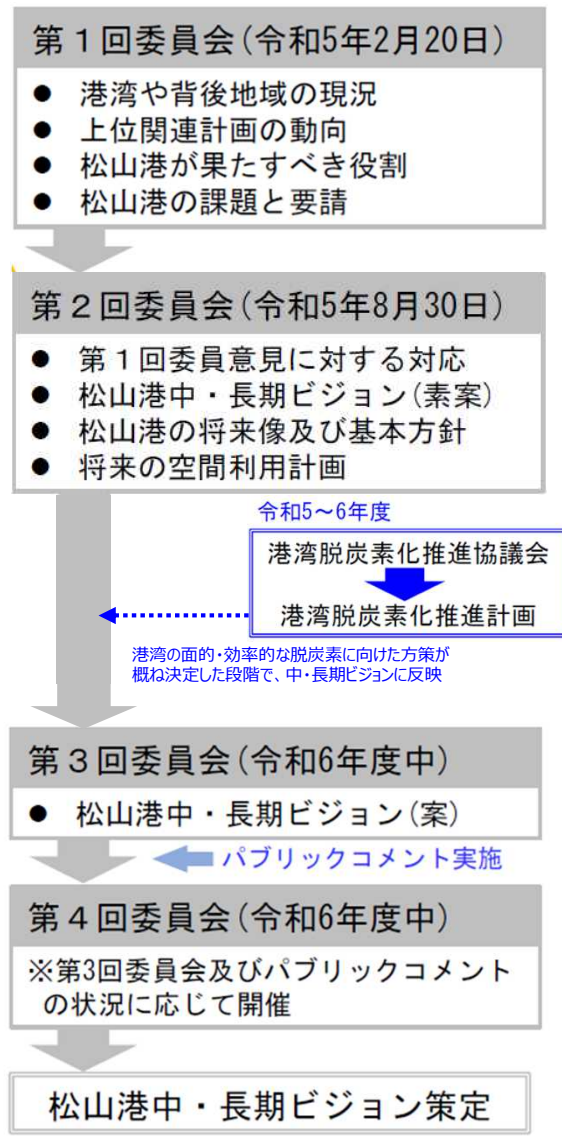 第１回委員会(令和5年2月20日)
● 港湾や背後地域の現況
● 上位関連計画の動向
● 松山港が果たすべき役割
● 松山港の課題と要請
第２回委員会(令和5年8月30日)
● 第１回委員意見に対する対応
● 松山港中・長期ビジョン(素案)
● 松山港の将来像及び基本方針
● 将来の空間利用計画
令和5～6年度
港湾脱炭素化推進協議会
港湾脱炭素化推進計画
港湾の面的・効率的な脱炭素に向けた方策が
概ね決定した段階で、中・長期ビジョンに反映
第３回委員会(令和6年度中)
● 松山港中・長期ビジョン(案)
パブリックコメント実施
第４回委員会(令和6年度中)
※第3回委員会及びパブリックコメント
の状況に応じて開催
松山港中・長期ビジョン策定